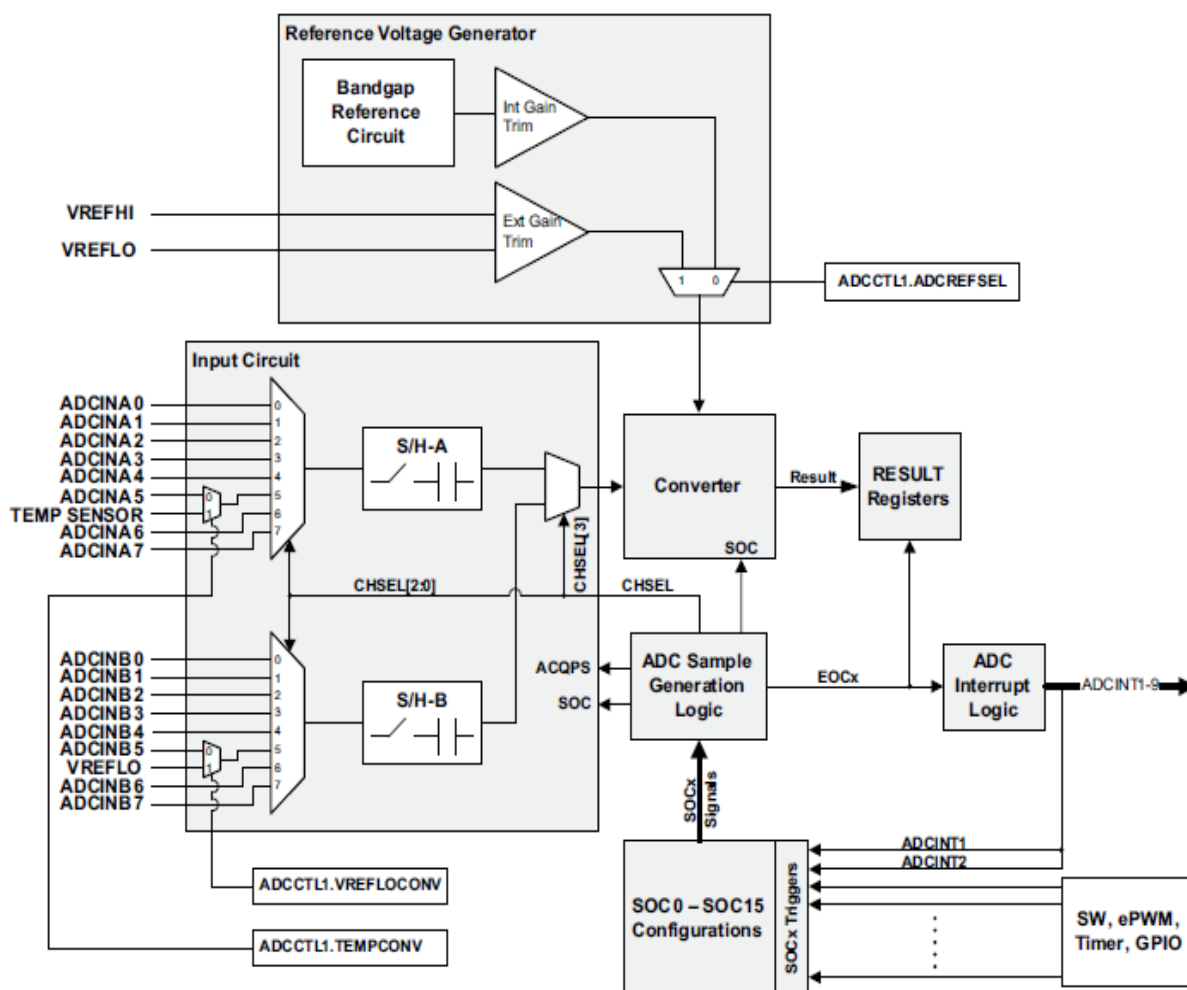 Reference Voltage Generator
Bandgap
Reference
Circuit
Int Gain
Trim
VREFHI
VREFLO
Ext Gain
Trim
1 0
ADCCTL1.ADCREFSEL
Input Circuit
ADCINA0
ADCINA1
ADCINA2
ADCINA3
ADCINA4
ADCINA5
TEMP SENSOR
ADCINA6
ADCINA7
0
1
0
1
2
3
4
5
6
7
S/H-A
CHSEL[3]
Converter
SOC
Result
RESULT
Registers
CHSEL[2:0]
CHSEL
ADCINB0
ADCINB1
ADCINB2
ADCINB3
ADCINB4
ADCINB5
VREFLO
ADCINB6
ADCINB7
0
1
0
1
2
3
4
5
6
7
S/H-B
ACQPS
SOC
ADC Sample
Generation
Logic
EOCx
ADC
Interrupt
Logic
ADCINT1-9
SOCx
Signals
ADCCTL1.VREFLOCONV
ADCCTL1.TEMPCONV
SOC0 – SOC15
Configurations
SOCx Triggers
ADCINT1
ADCINT2
SW, ePWM,
Timer, GPIO